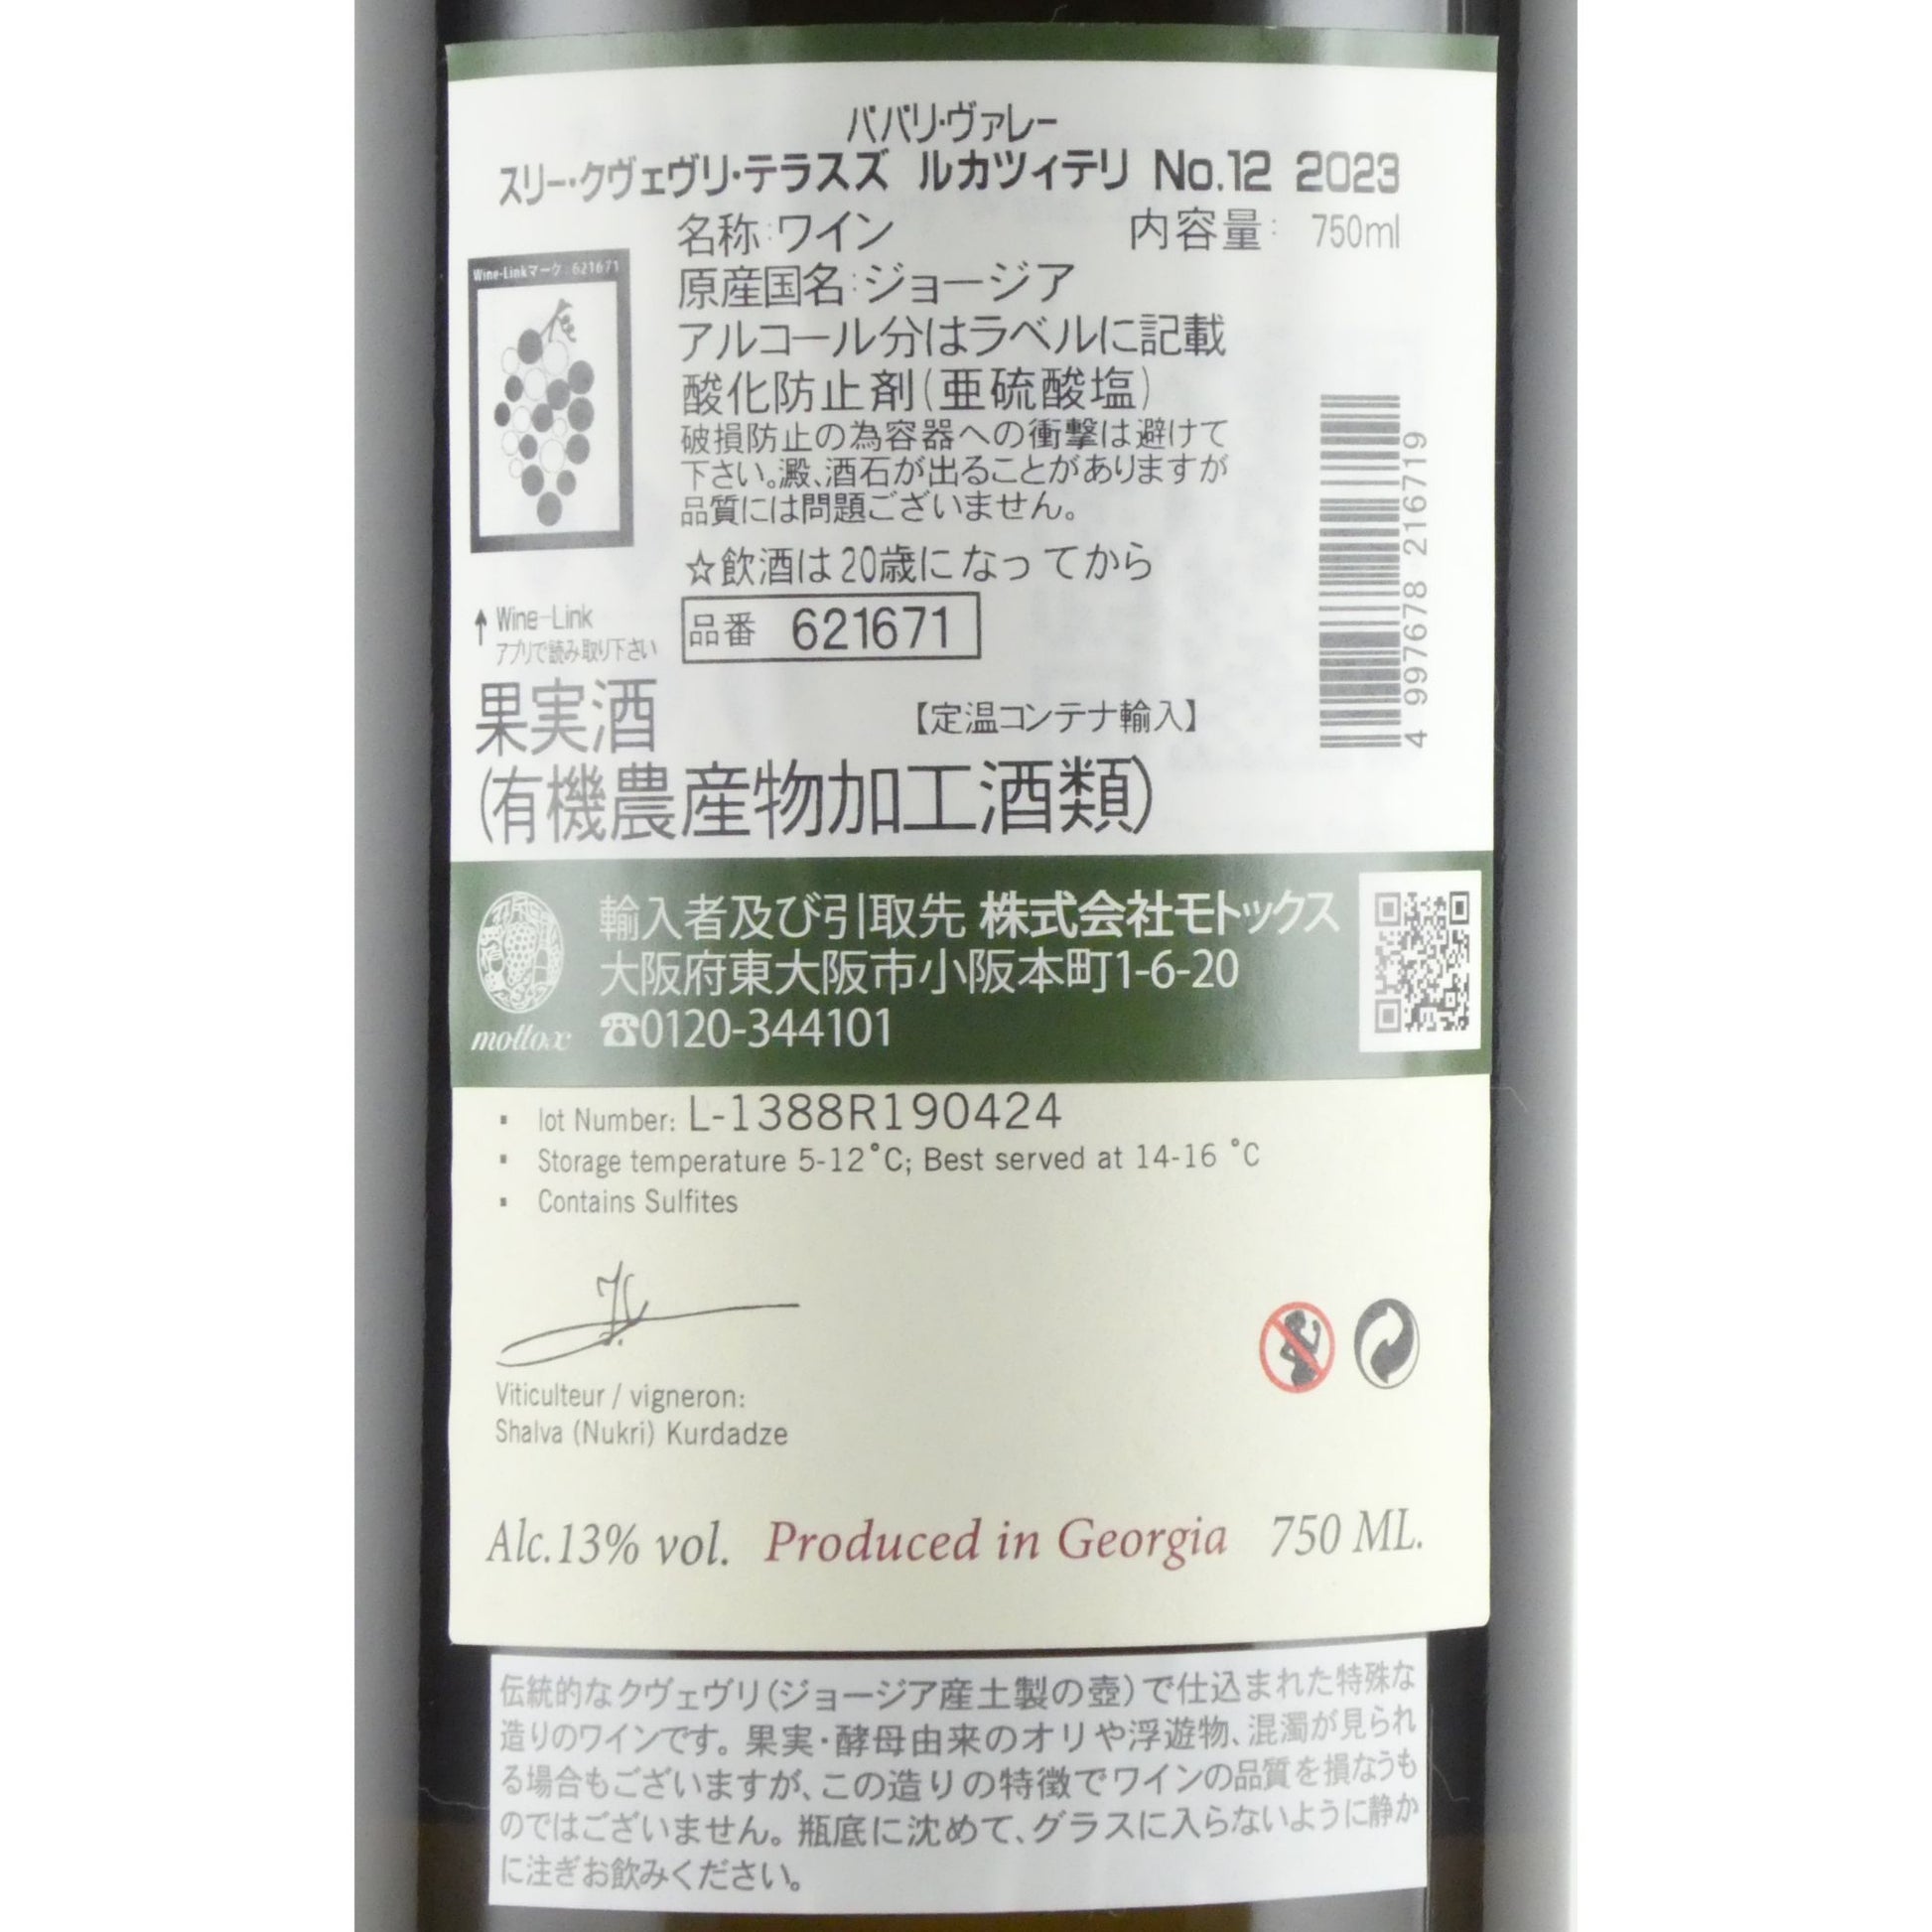 パパリ・ヴァレー
スリー・クヴェヴリ・テラスズ ルカツィテリ No.12 2023
名称:ワイン 内容量: 750ml
原産国名:ジョージア
アルコール分はラベルに記載
酸化防止剤(亜硫酸塩)
破損防止の為容器への衝撃は避けて
下さい。澱、酒石が出ることがありますが
品質には問題ございません。
☆飲酒は20歳になってから
品番 621671
Wine-Linkマーク:621671
↑ Wine-Link
アプリで読み取り下さい
4 997678 216719
果実酒 【定温コンテナ輸入】
(有機農産物加工酒類)
輸入者及び引取先 株式会社モトックス
大阪府東大阪市小阪本町1-6-20
☎0120-344101
mottox
▪ lot Number: L-1388R190424
▪ Storage temperature 5-12˚C; Best served at 14-16 ˚C
▪ Contains Sulfites
Viticulteur / vigneron:
Shalva (Nukri) Kurdadze
Alc.13% vol. Produced in Georgia 750 ML.
伝統的なクヴェヴリ(ジョージア産土製の壺)で仕込まれた特殊な
造りのワインです。果実・酵母由来のオリや浮遊物、混濁が見られ
る場合もございますが、この造りの特徴でワインの品質を損なうも
のではございません。瓶底に沈めて、グラスに入らないように静か
に注ぎお飲みください。